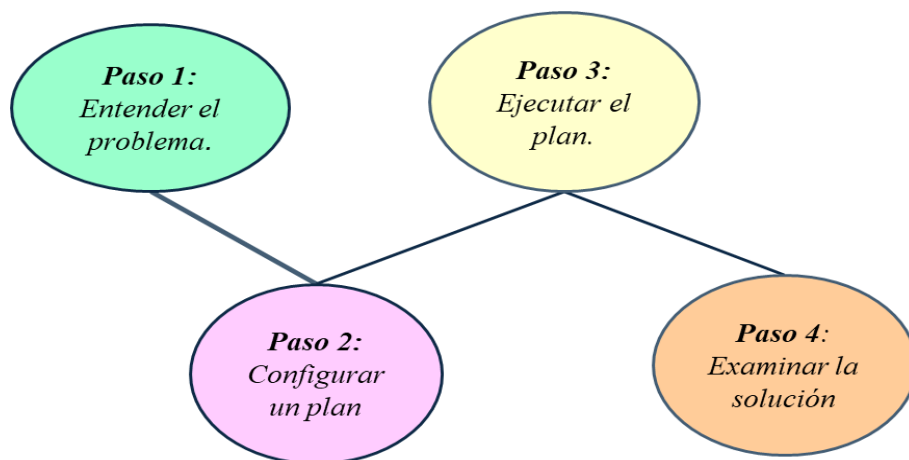 Paso 1:
Entender el
problema.
Paso 2:
Configurar
un plan
Paso 3:
Ejecutar el
plan.
Paso 4:
Examinar la
solución